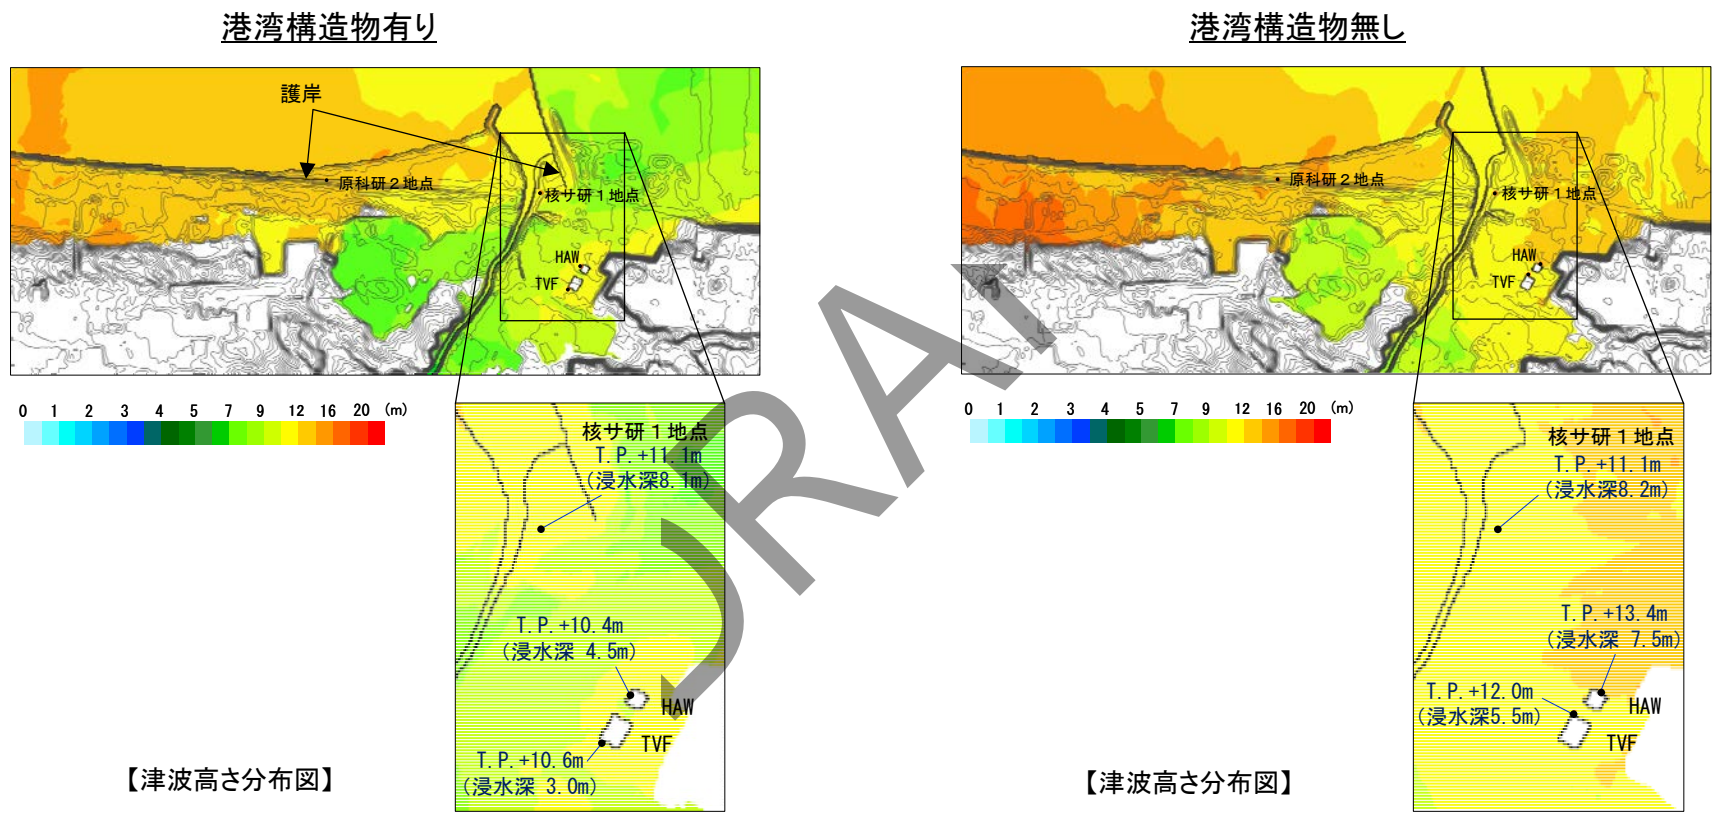 港湾構造物有り
護岸
原科研２地点
核サ研１地点
HAW
TVF
0 1 2 3 4 5 7 9 12 16 20 (m)
核サ研１地点
T.P.+11.1m
(浸水深8.1m)
T.P.+10.4m
(浸水深 4.5m)
HAW
TVF
T.P.+10.6m
(浸水深 3.0m)
【津波高さ分布図】
港湾構造物無し
原科研２地点
核サ研１地点
HAW
TVF
0 1 2 3 4 5 7 9 12 16 20 (m)
核サ研１地点
T.P.+11.1m
(浸水深8.2m)
T.P.+13.4m
(浸水深 7.5m)
T.P.+12.0m
(浸水深5.5m)
HAW
TVF
【津波高さ分布図】